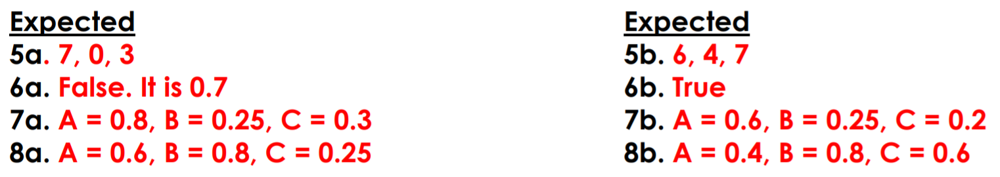 Expected
5a. 7, 0, 3
6a. False. It is 0.7
7a. A = 0.8, B = 0.25, C = 0.3
8a. A = 0.6, B = 0.8, C = 0.25
Expected
5b. 6, 4, 7
6b. True
7b. A = 0.6, B = 0.25, C = 0.2
8b. A = 0.4, B = 0.8, C = 0.6